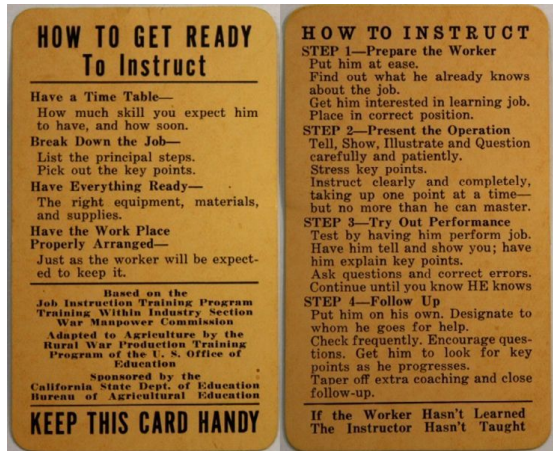 HOW TO GET READY
To Instruct
Have a Time Table—
How much skill you expect him
to have, and how soon.
Break Down the Job—
List the principal steps.
Pick out the key points.
Have Everything Ready—
The right equipment, materials,
and supplies.
Have the Work Place
Properly Arranged—
Just as the worker will be expect-
ed to keep it.
Based on the
Job Instruction Training Program
Training Within Industry Section
War Manpower Commission
Adapted to Agriculture by the
Rural War Production Training
Program of the U. S. Office of
Education
Sponsored by the
California State Dept. of Education
Bureau of Agricultural Education
KEEP THIS CARD HANDY
HOW TO INSTRUCT
STEP 1—Prepare the Worker
Put him at ease.
Find out what he already knows
about the job.
Get him interested in learning job.
Place in correct position.
STEP 2—Present the Operation
Tell, Show, Illustrate and Question
carefully and patiently.
Stress key points.
Instruct clearly and completely,
taking up one point at a time—
but no more than he can master.
STEP 3—Try Out Performance
Test by having him perform job.
Have him tell and show you; have
him explain key points.
Ask questions and correct errors.
Continue until you know HE knows
STEP 4—Follow Up
Put him on his own. Designate to
whom he goes for help.
Check frequently. Encourage ques-
tions. Get him to look for key
points as he progresses.
Taper off extra coaching and close
follow-up.
If the Worker Hasn't Learned
The Instructor Hasn't Taught